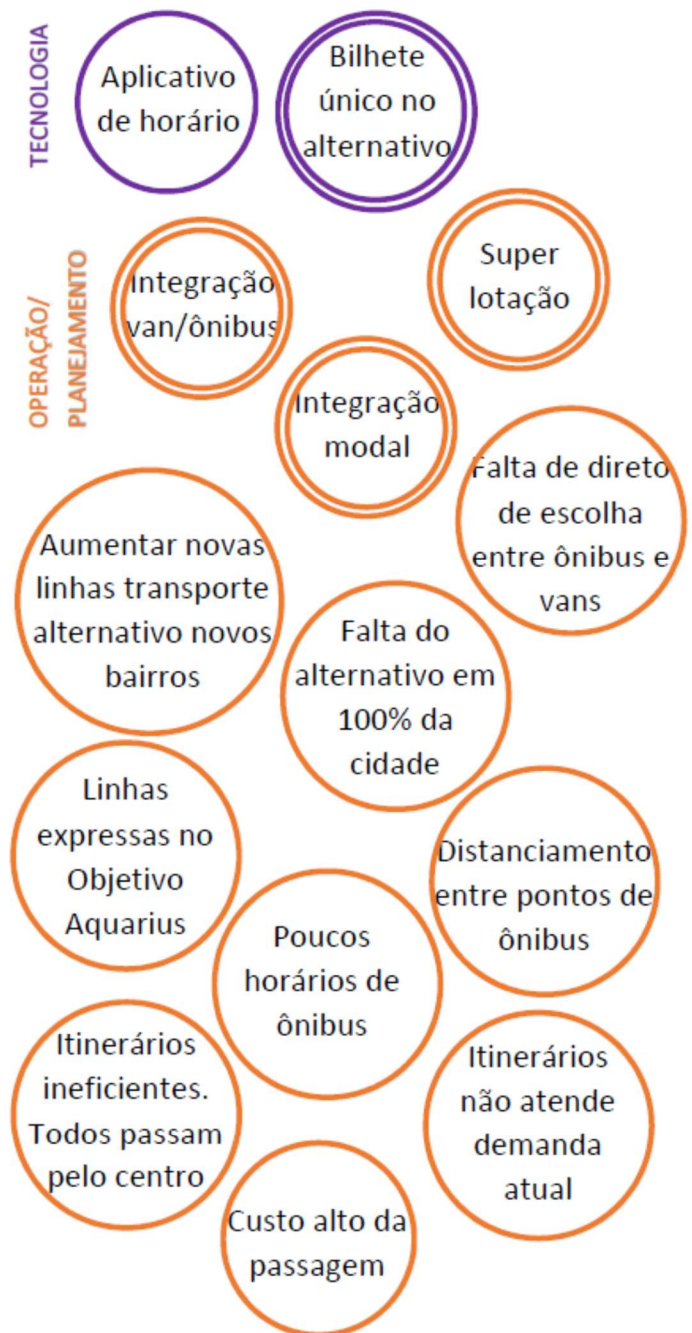 TECNOLOGIA
Aplicativo
de horário
Bilhete
único no
alternativo
OPERAÇÃO/
PLANEJAMENTO
Integração
van/ônibus
Super
lotação
Integração
modal
Falta de direto
de escolha
entre ônibus e
vans
Aumentar novas
linhas transporte
alternativo novos
bairros
Falta do
alternativo em
100% da
cidade
Linhas
expressas no
Objetivo
Aquarius
Distanciamento
entre pontos de
ônibus
Poucos
horários de
ônibus
Itinerários
ineficientes.
Todos passam
pelo centro
Itinerários
não atende
demanda
atual
Custo alto da
passagem